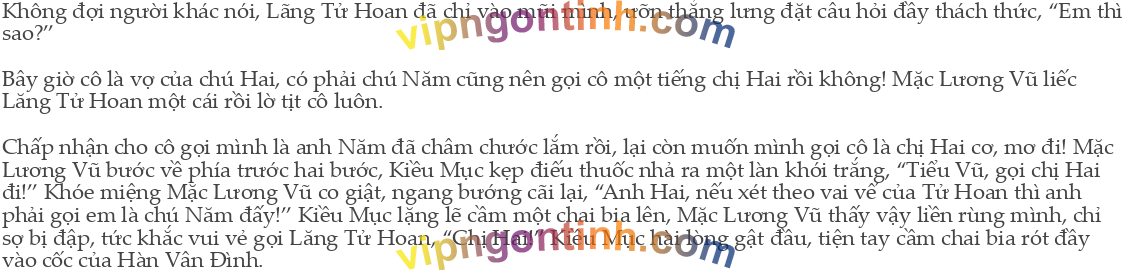 Không đợi người khác nói, Lăng Tử Hoan đã chỉ vào mũi mình, ưỡn thẳng lưng đặt câu hỏi đầy thách thức, “Em thì
sao?”
vipngontinh.com
Bây giờ cô là vợ của chú Hai, có phải chú Năm cũng nên gọi cô một tiếng chị Hai rồi không! Mặc Lương Vũ liếc
Lăng Tử Hoan một cái rồi lờ tịt cô luôn.
Chấp nhận cho cô gọi mình là anh Năm đã châm chước lắm rồi, lại còn muốn mình gọi cô là chị Hai cơ, mơ đi! Mặc
Lương Vũ bước về phía trước hai bước, Kiều Mục kẹp điếu thuốc nhả ra một làn khói trắng, “Tiểu Vũ, gọi chị Hai
đi!” Khóe miệng Mặc Lương Vũ co giật, ngang bướng cãi lại, “Anh Hai, nếu xét theo vai vế của Tử Hoan thì anh
phải gọi em là chú Năm đấy!” Kiều Mục lặng lẽ cầm một chai bia lên, Mặc Lương Vũ thấy vậy liền rùng mình, chỉ
sợ bị đập, tức khắc vui vẻ gọi Lăng Tử Hoan, “Chị Hai!” Kiều Mục hài lòng gật đầu, tiện tay cầm chai bia rót đầy
vào cốc của Hàn Vân Đình.
vipngontinh.com